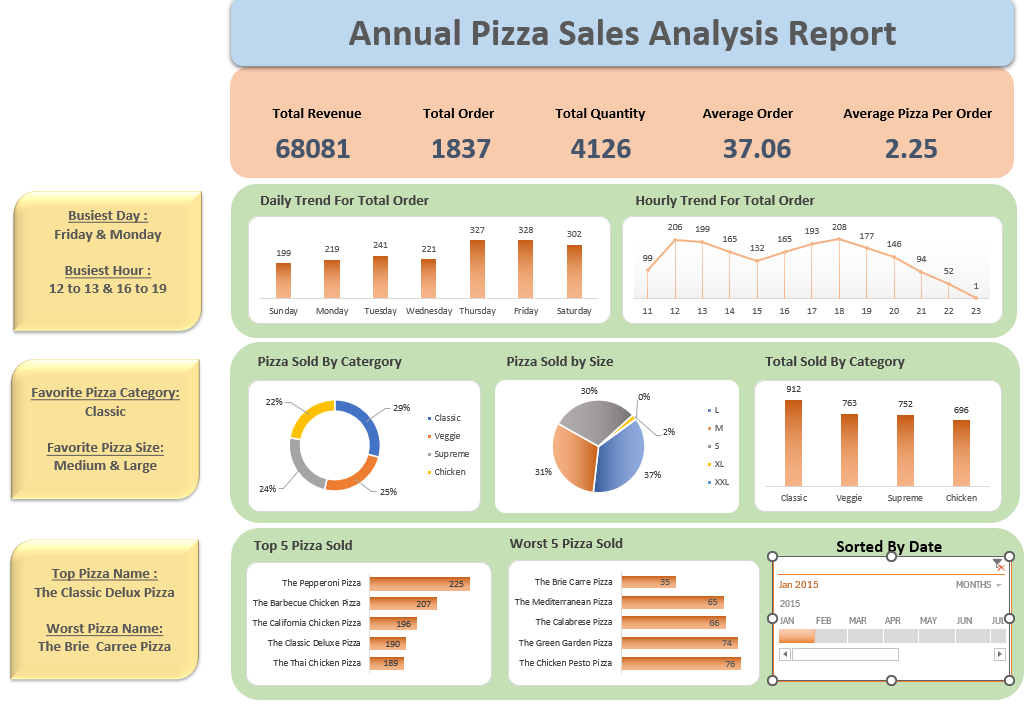 Annual Pizza Sales Analysis Report
Total Revenue
68081
Total Order
1837
Total Quantity
4126
Average Order
37.06
Average Pizza Per Order
2.25
Busiest Day :
Friday & Monday
Busiest Hour :
12 to 13 & 16 to 19
Daily Trend For Total Order
199
219
241
221
327
328
302
Sunday Monday Tuesday Wednesday Thursday Friday Saturday
Hourly Trend For Total Order
99
206
199
165
132
165
193
208
177
146
94
52
1
11 12 13 14 15 16 17 18 19 20 21 22 23
Favorite Pizza Category:
Classic
Favorite Pizza Size:
Medium & Large
Pizza Sold By Catergory
29%
25%
24%
22%
Classic
Veggie
Supreme
Chicken
Pizza Sold by Size
30%
0%
2%
37%
31%
L
M
S
XL
XXL
Total Sold By Category
912
763
752
696
Classic Veggie Supreme Chicken
Top Pizza Name :
The Classic Delux Pizza
Worst Pizza Name:
The Brie Carree Pizza
Top 5 Pizza Sold
The Pepperoni Pizza 225
The Barbecue Chicken Pizza 207
The California Chicken Pizza 196
The Classic Deluxe Pizza 190
The Thai Chicken Pizza 189
Worst 5 Pizza Sold
The Brie Carre Pizza 35
The Mediterranean Pizza 65
The Calabrese Pizza 66
The Green Garden Pizza 74
The Chicken Pesto Pizza 76
Sorted By Date
Jan 2015 MONTHS
2015
JAN FEB MAR APR MAY JUN JUL